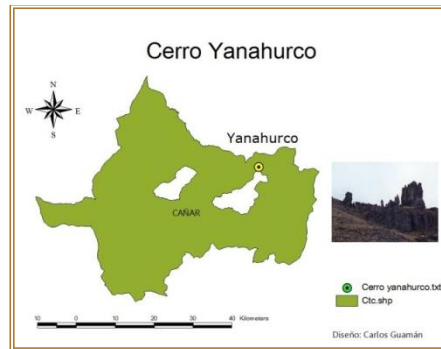 Cerro Yanahurco
N
W E
S
Yanahurco
CAÑAR
Cerro yanahurco.txt
Ctc.shp
10 0 10 20 30 40 Kilometers
Diseño: Carlos Guamán